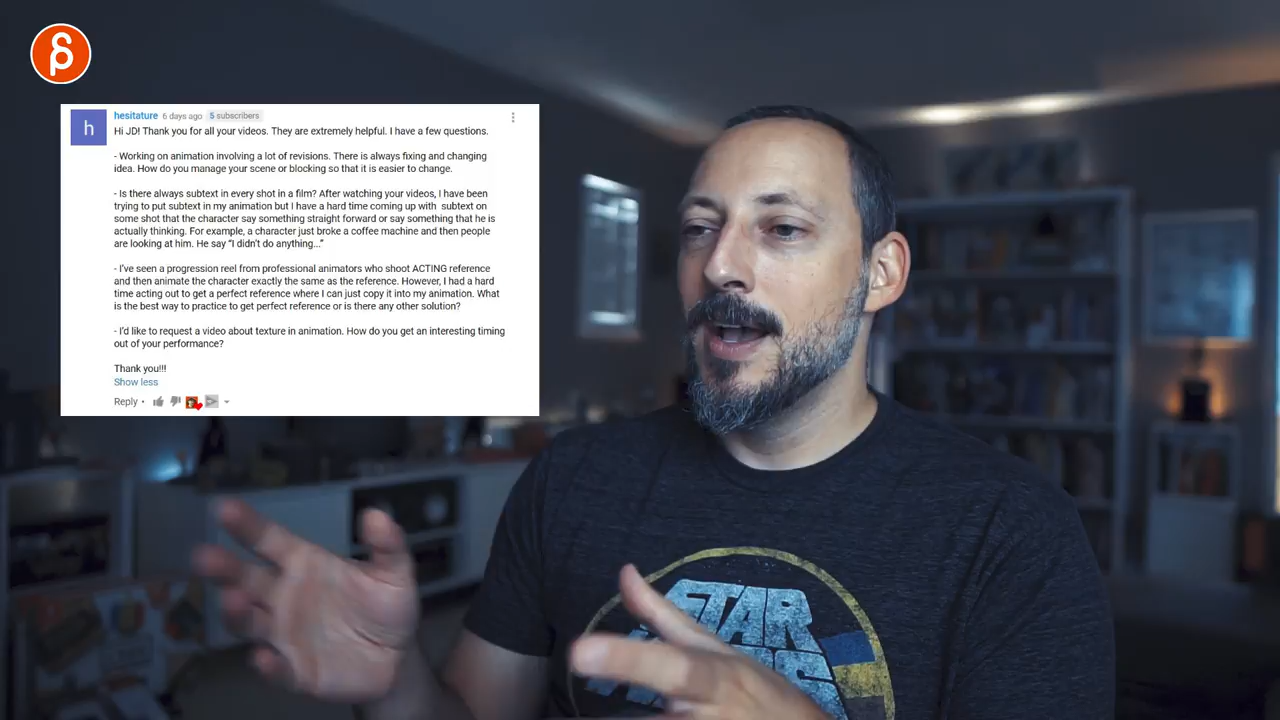 h
hesitature 6 days ago 5 subscribers
Hi JD! Thank you for all your videos. They are extremely helpful. I have a few questions.
- Working on animation involving a lot of revisions. There is always fixing and changing
idea. How do you manage your scene or blocking so that it is easier to change.
- Is there always subtext in every shot in a film? After watching your videos, I have been
trying to put subtext in my animation but I have a hard time coming up with subtext on
some shot that the character say something straight forward or say something that he is
actually thinking. For example, a character just broke a coffee machine and then people
are looking at him. He say “I didn't do anything...”
- I've seen a progression reel from professional animators who shoot ACTING reference
and then animate the character exactly the same as the reference. However, I had a hard
time acting out to get a perfect reference where I can just copy it into my animation. What
is the best way to practice to get perfect reference or is there any other solution?
- I'd like to request a video about texture in animation. How do you get an interesting timing
out of your performance?
Thank you!!!
Show less
Reply
STAR
WARS